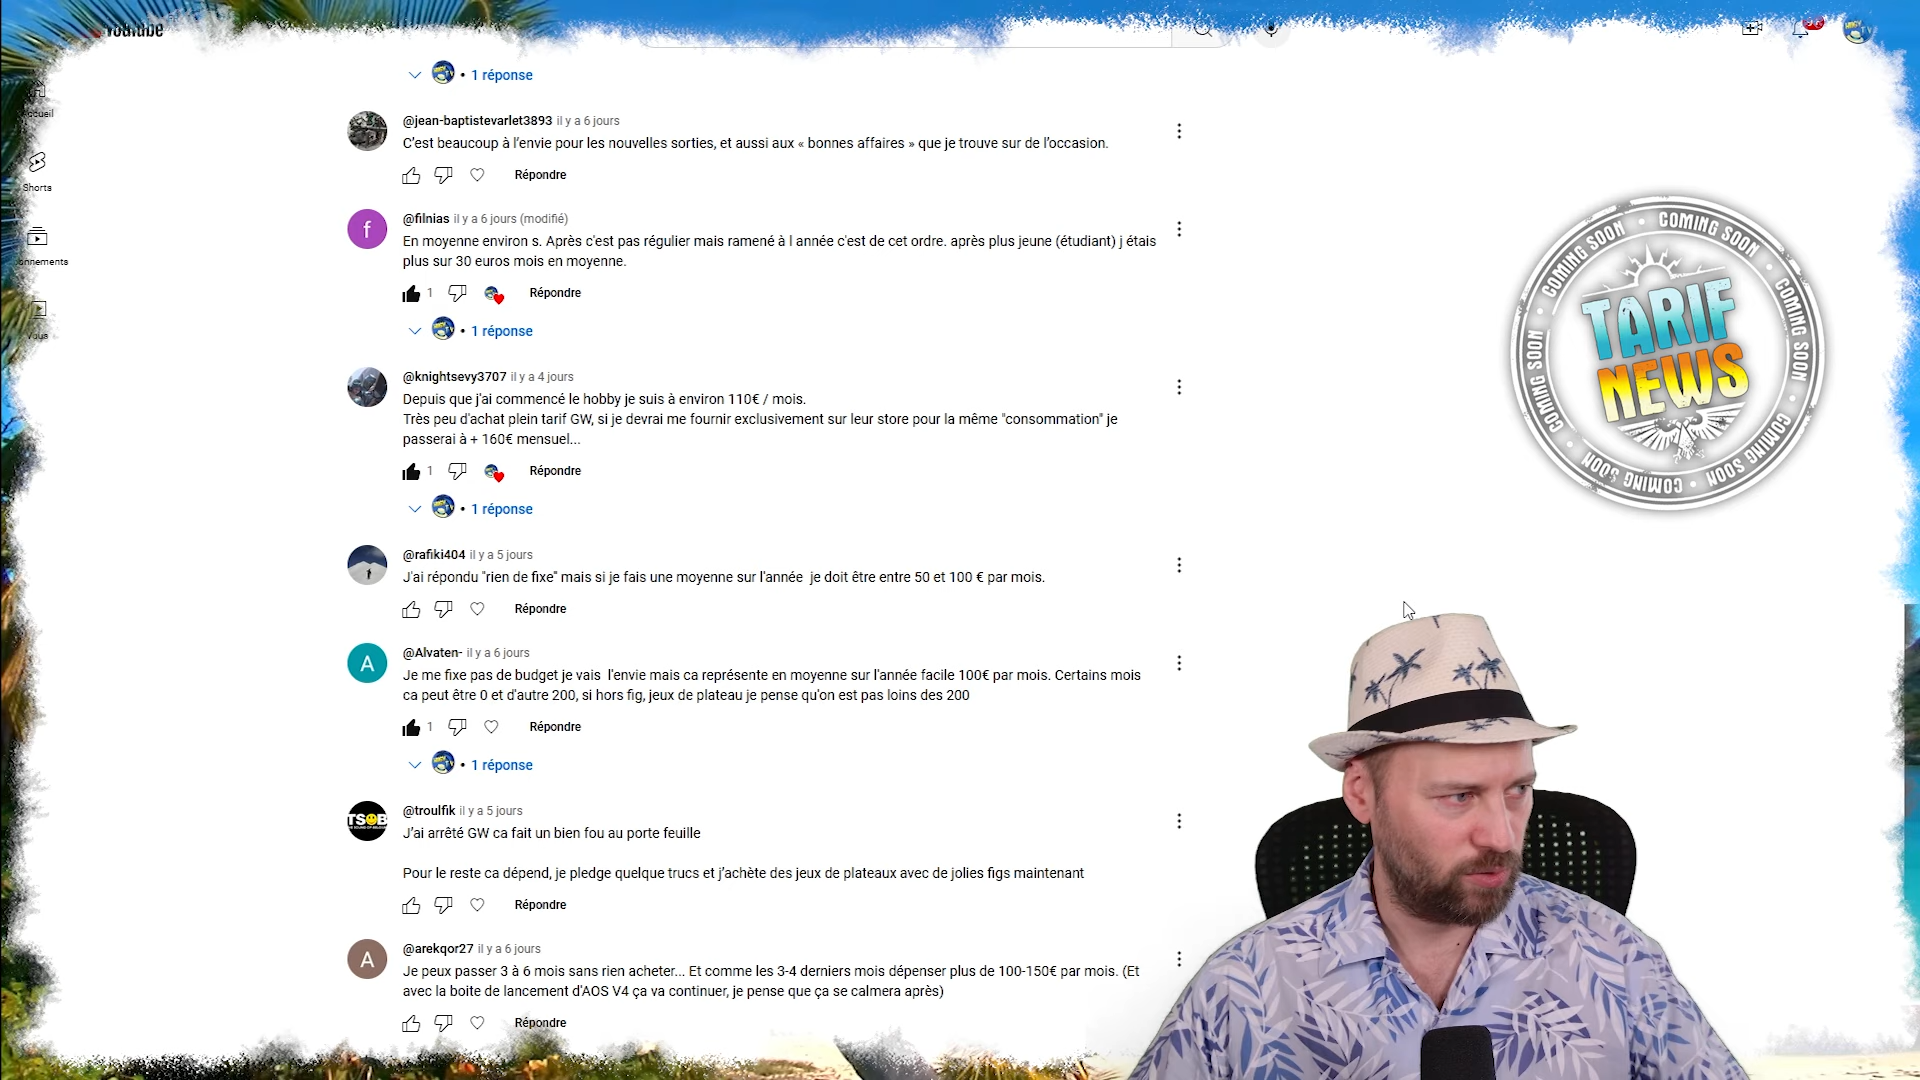 YouTube
• 1 réponse
Accueil
@jean-baptistevarlet3893 il y a 6 jours
C'est beaucoup à l'envie pour les nouvelles sorties, et aussi aux « bonnes affaires » que je trouve sur de l'occasion.
Répondre
Shorts
@filnias il y a 6 jours (modifié)
f
En moyenne environ s. Après c'est pas régulier mais ramené à l année c'est de cet ordre. après plus jeune (étudiant) j étais
plus sur 30 euros mois en moyenne.
1 Répondre
• 1 réponse
Vous
@knightsevy3707 il y a 4 jours
Depuis que j'ai commencé le hobby je suis à environ 110€ / mois.
Très peu d'achat plein tarif GW, si je devrai me fournir exclusivement sur leur store pour la même "consommation" je
passerai à + 160€ mensuel...
1 Répondre
• 1 réponse
@rafiki404 il y a 5 jours
J'ai répondu "rien de fixe" mais si je fais une moyenne sur l'année  je doit être entre 50 et 100 € par mois.
Répondre
@Alvaten- il y a 6 jours
A
Je me fixe pas de budget je vais  l'envie mais ca représente en moyenne sur l'année facile 100€ par mois. Certains mois
ca peut être 0 et d'autre 200, si hors fig, jeux de plateau je pense qu'on est pas loins des 200
1 Répondre
• 1 réponse
@troulfik il y a 5 jours
TSOB
J'ai arrêté GW ca fait un bien fou au porte feuille
Pour le reste ca dépend, je pledge quelque trucs et j'achète des jeux de plateaux avec de jolies figs maintenant
Répondre
@arekqor27 il y a 6 jours
A
Je peux passer 3 à 6 mois sans rien acheter... Et comme les 3-4 derniers mois dépenser plus de 100-150€ par mois. (Et
avec la boite de lancement d'AOS V4 ça va continuer, je pense que ça se calmera après)
Répondre
COMING SOON • COMING SOON • COMING SOON • COMING SOON • COMING SOON • COMING SOON
TARIF
NEWS